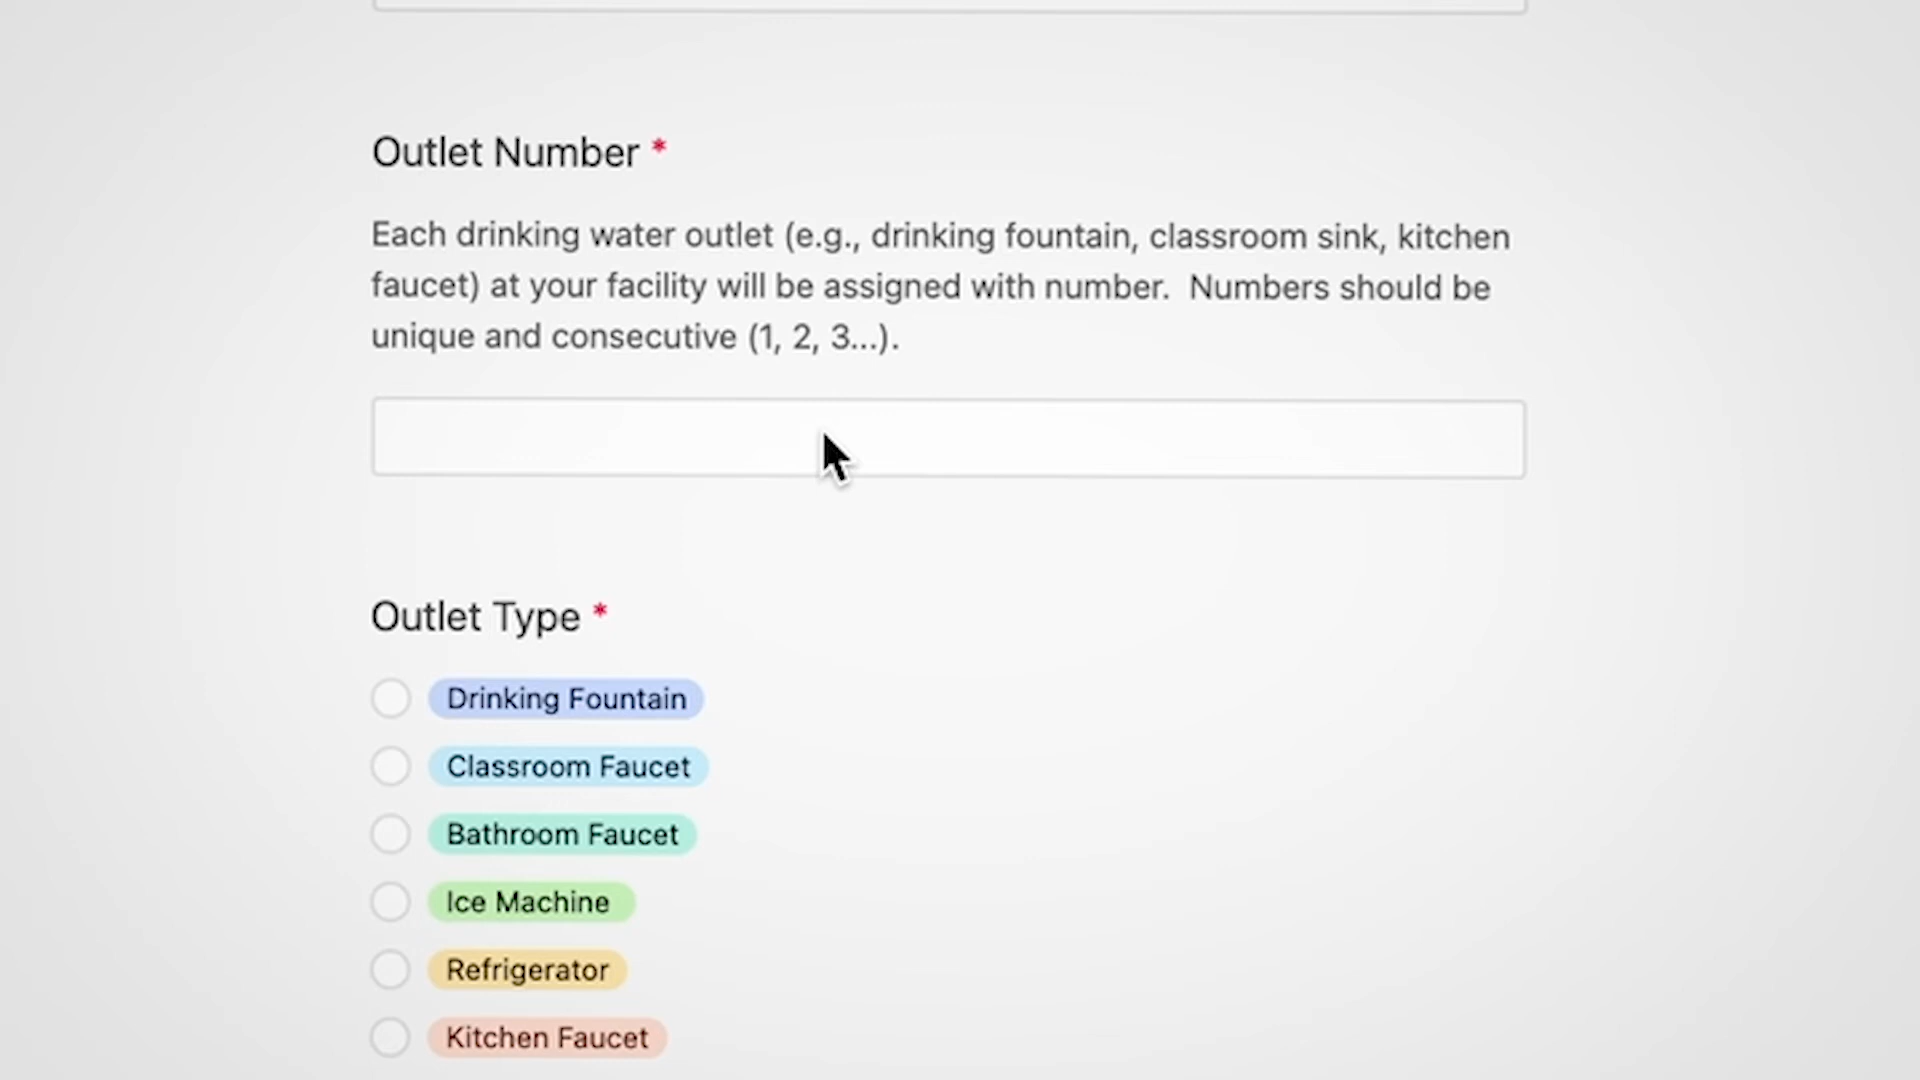 Outlet Number *
Each drinking water outlet (e.g., drinking fountain, classroom sink, kitchen
faucet) at your facility will be assigned with number.  Numbers should be
unique and consecutive (1, 2, 3...).
Outlet Type *
Drinking Fountain
Classroom Faucet
Bathroom Faucet
Ice Machine
Refrigerator
Kitchen Faucet